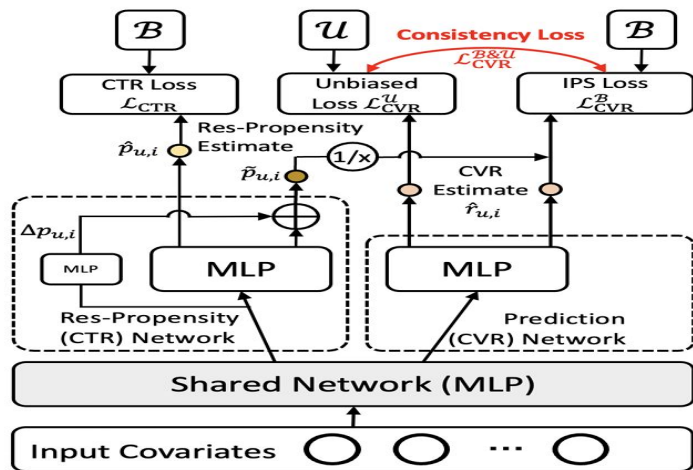 𝓑
𝓤
Consistency Loss
𝓛_CVR^{𝓑&𝓤}
𝓑
CTR Loss
𝓛_CTR
Unbiased
Loss 𝓛_CVR^𝓤
IPS Loss
𝓛_CVR^𝓑
p̂_{u,i}
Res-Propensity
Estimate
p̃_{u,i}
1/x
CVR
Estimate
r̂_{u,i}
Δp_{u,i}
MLP
MLP
MLP
Res-Propensity
(CTR) Network
Prediction
(CVR) Network
Shared Network (MLP)
Input Covariates ...